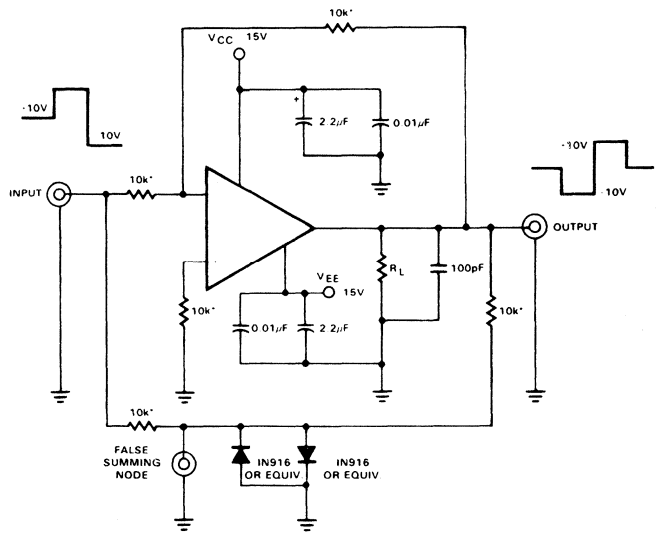 10k*
VCC 15V
+
2.2µF
0.01µF
-10V
10V
-10V
-10V
10k*
INPUT
OUTPUT
RL
100pF
VEE
15V
10k*
0.01µF
2.2µF
10k*
10k*
FALSE
SUMMING
NODE
IN916
OR EQUIV
IN916
OR EQUIV.